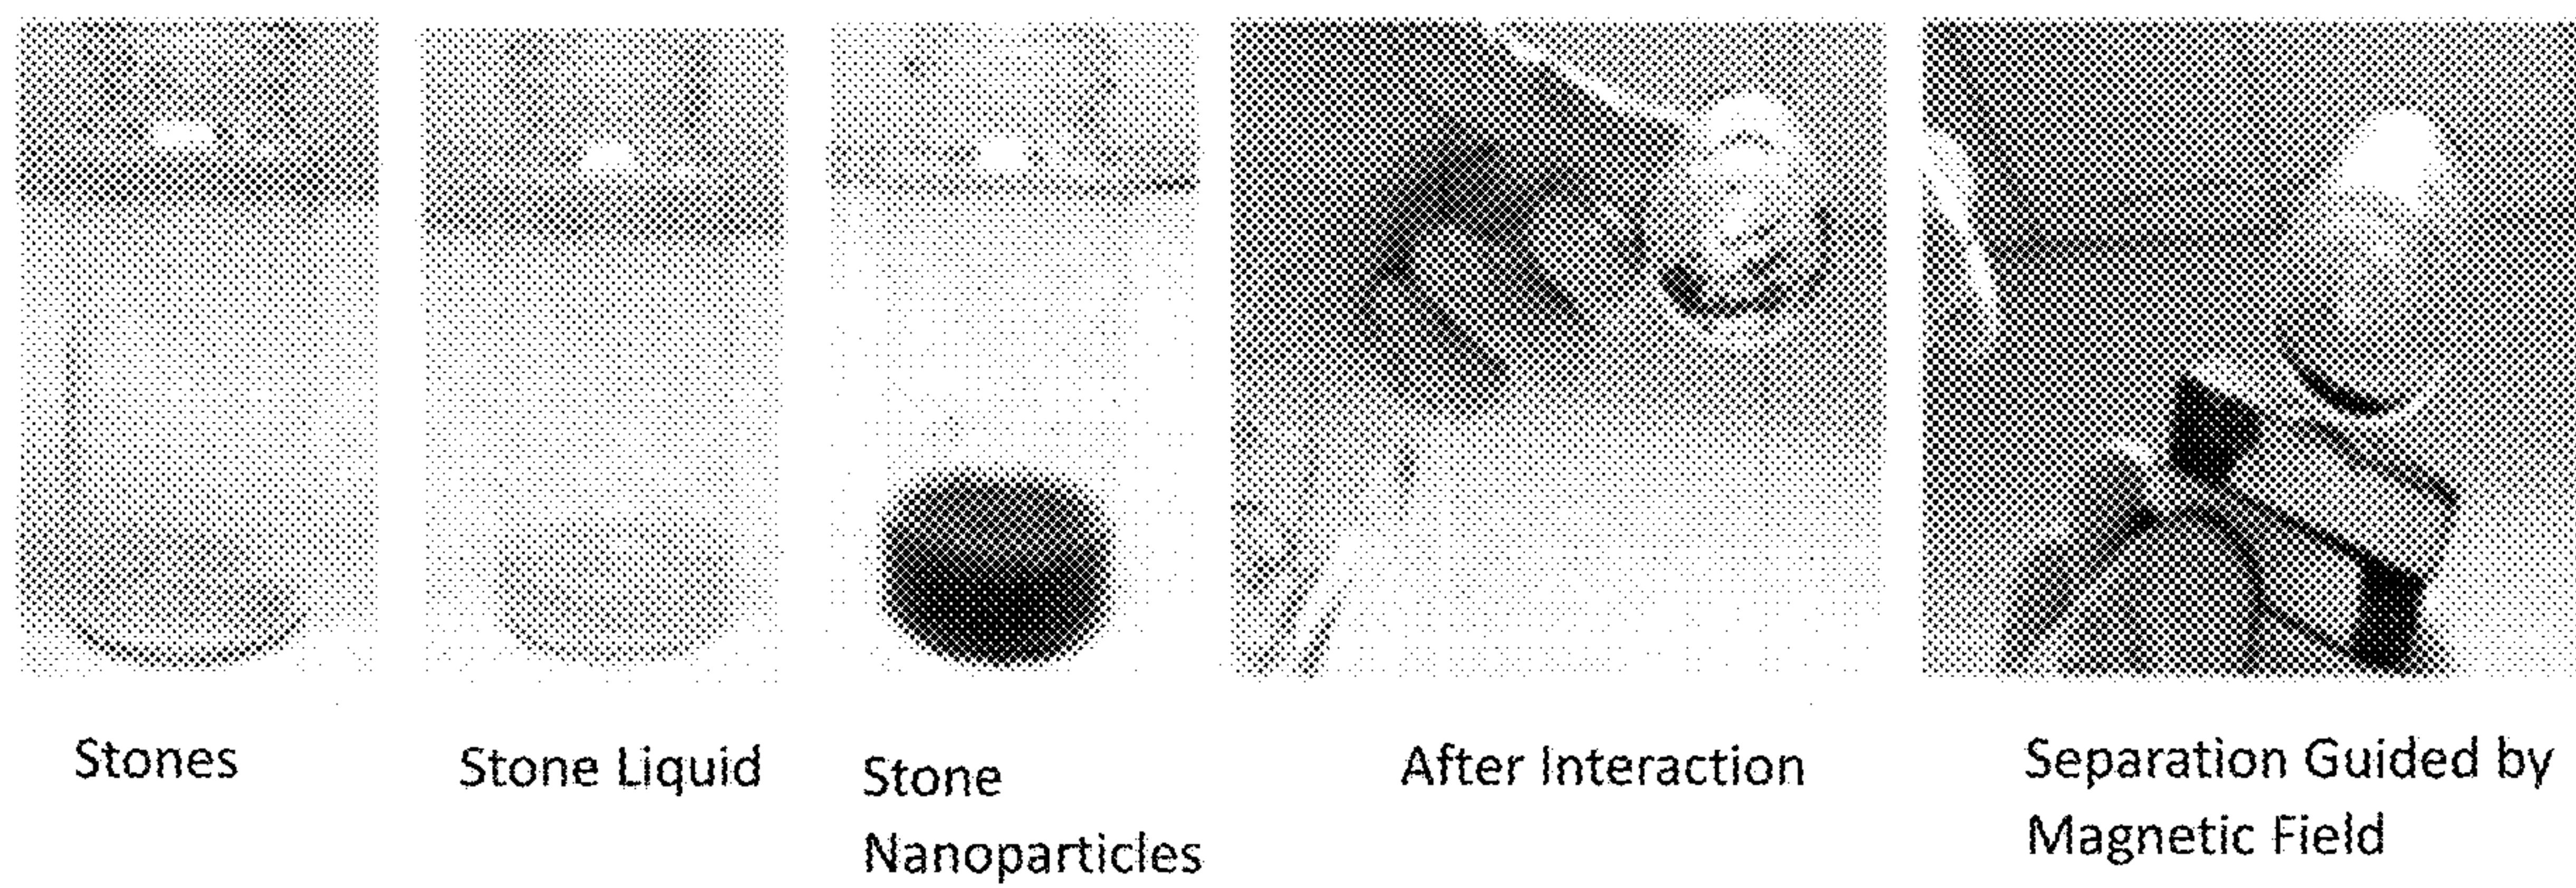 Stones
Stone Liquid
Stone
Nanoparticles
After Interaction
Separation Guided by
Magnetic Field